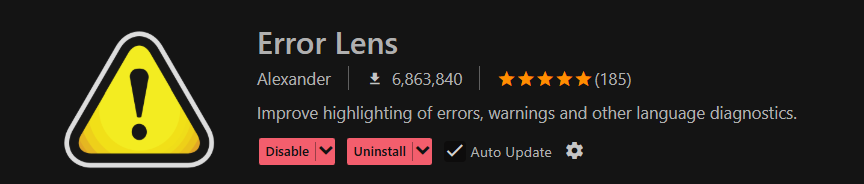 Error Lens
Alexander 6,863,840 (185)
Improve highlighting of errors, warnings and other language diagnostics.
Disable Uninstall Auto Update